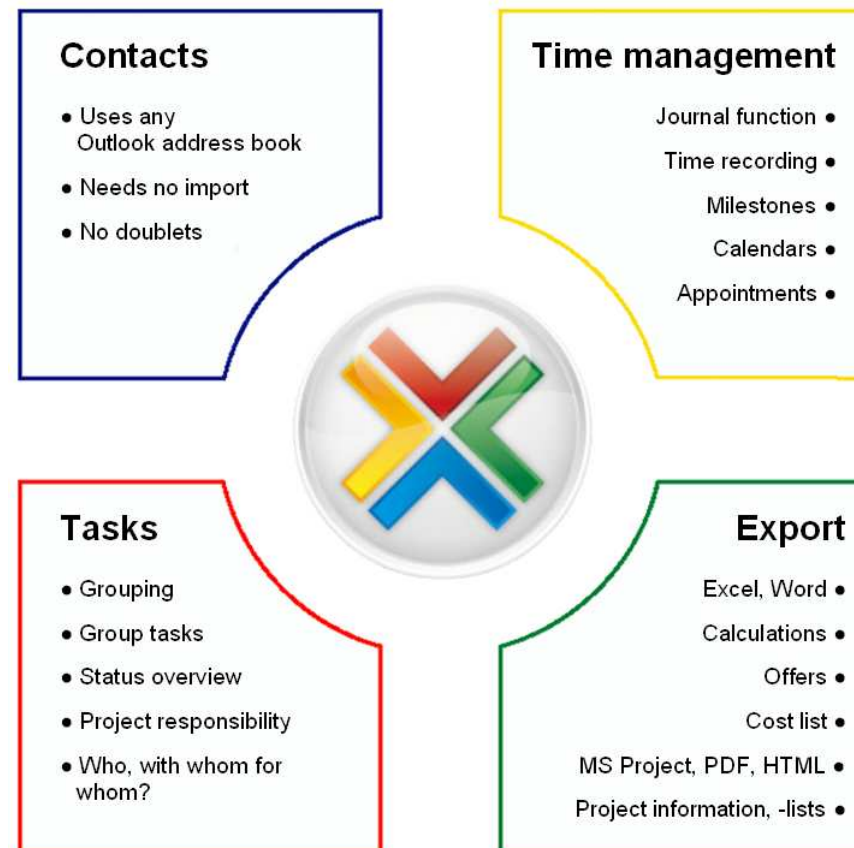 Contacts
● Uses any
Outlook address book
● Needs no import
● No doublets
Time management
Journal function ●
Time recording ●
Milestones ●
Calendars ●
Appointments ●
Tasks
● Grouping
● Group tasks
● Status overview
● Project responsibility
● Who, with whom for
whom?
Export
Excel, Word ●
Calculations ●
Offers ●
Cost list ●
MS Project, PDF, HTML ●
Project information, -lists ●